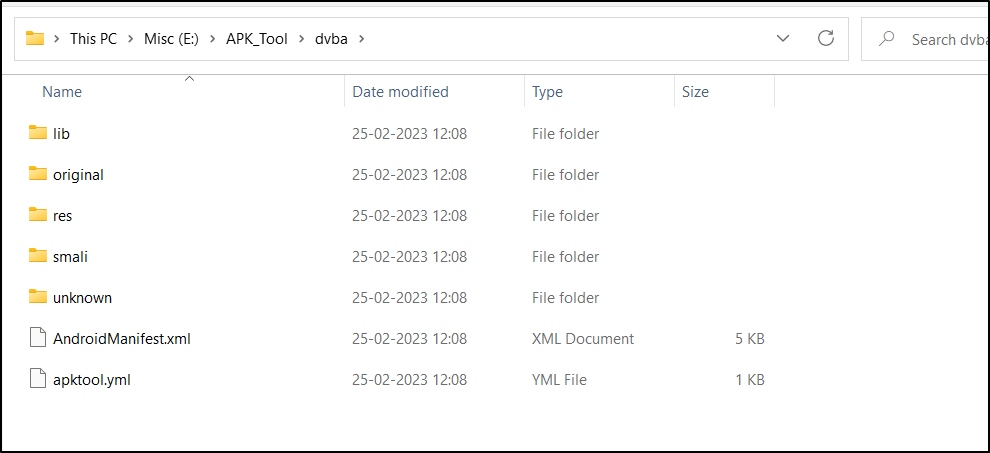 This PC > Misc (E:) > APK_Tool > dvba >
Search dvba
Name Date modified Type Size
lib 25-02-2023 12:08 File folder
original 25-02-2023 12:08 File folder
res 25-02-2023 12:08 File folder
smali 25-02-2023 12:08 File folder
unknown 25-02-2023 12:08 File folder
AndroidManifest.xml 25-02-2023 12:08 XML Document 5 KB
apktool.yml 25-02-2023 12:08 YML File 1 KB